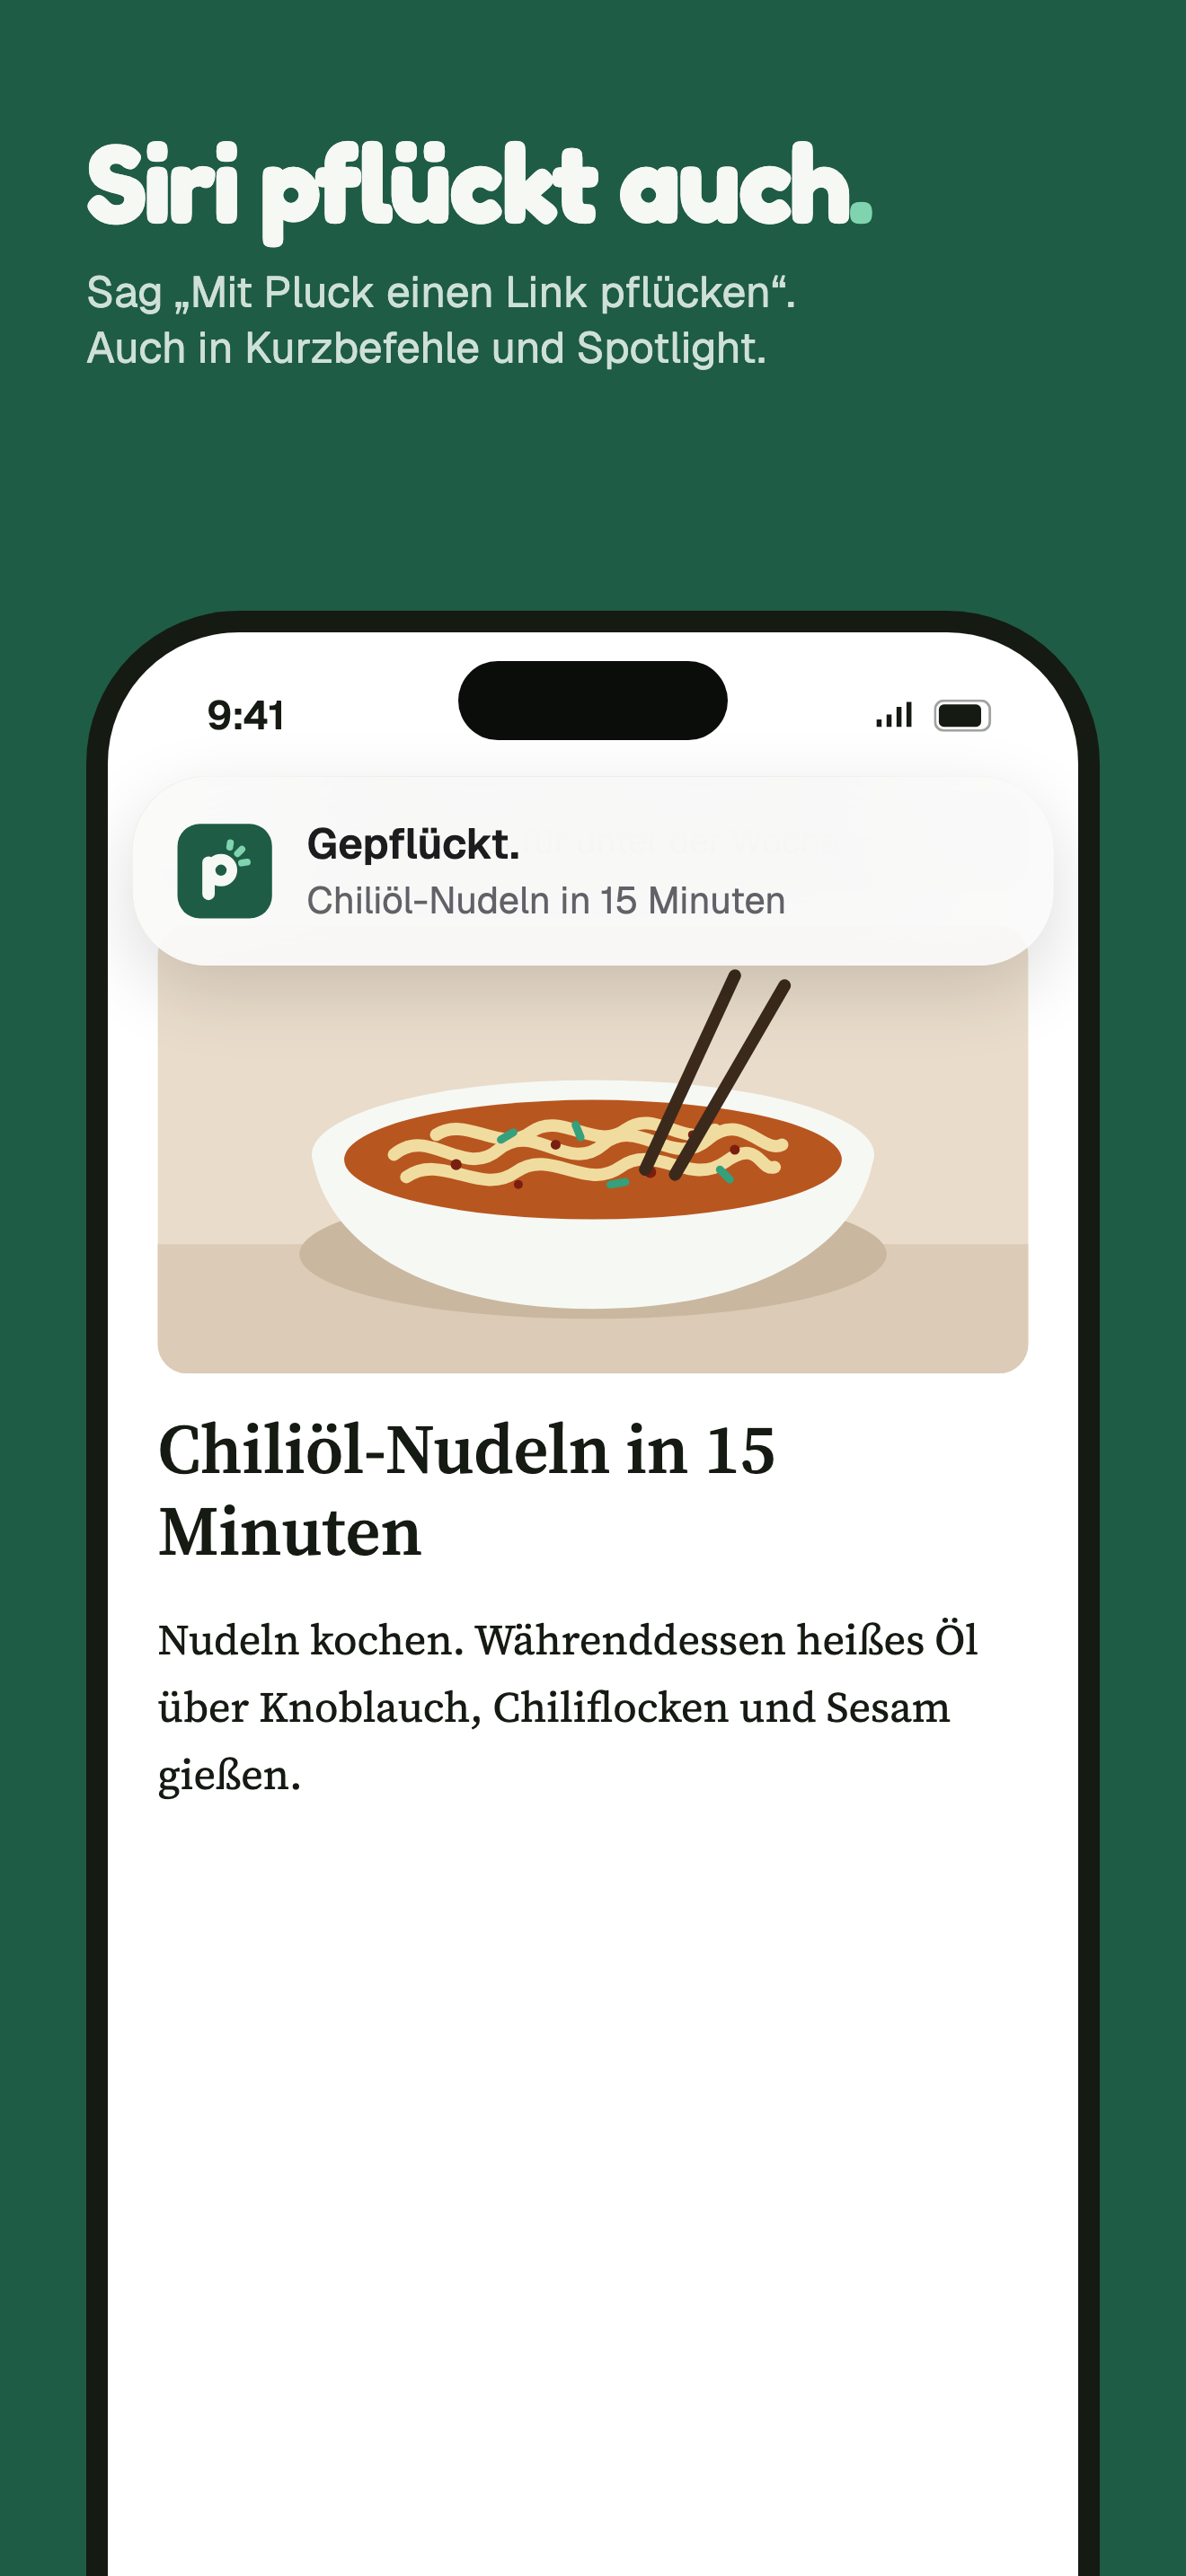 Siri pflückt auch.
Sag „Mit Pluck einen Link pflücken“.
Auch in Kurzbefehle und Spotlight.
9:41
p
Gepflückt.
Chiliöl-Nudeln in 15 Minuten
Chiliöl-Nudeln in 15
Minuten
Nudeln kochen. Währenddessen heißes Öl
über Knoblauch, Chiliflocken und Sesam
gießen.